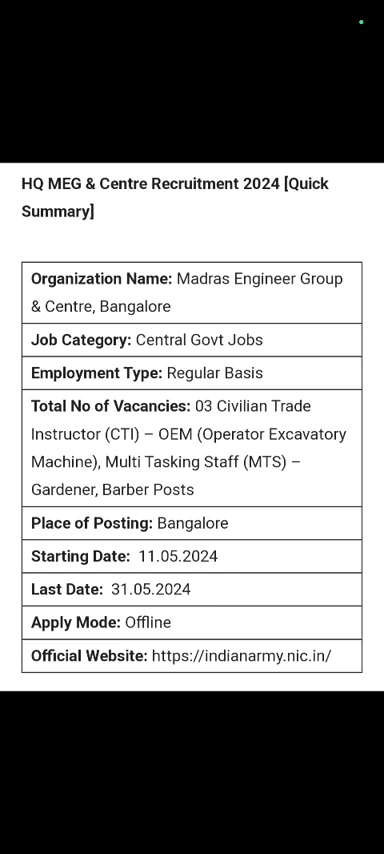 HQ MEG & Centre Recruitment 2024 [Quick
Summary]
Organization Name: Madras Engineer Group
& Centre, Bangalore
Job Category: Central Govt Jobs
Employment Type: Regular Basis
Total No of Vacancies: 03 Civilian Trade
Instructor (CTI) – OEM (Operator Excavatory
Machine), Multi Tasking Staff (MTS) –
Gardener, Barber Posts
Place of Posting: Bangalore
Starting Date: 11.05.2024
Last Date: 31.05.2024
Apply Mode: Offline
Official Website: https://indianarmy.nic.in/